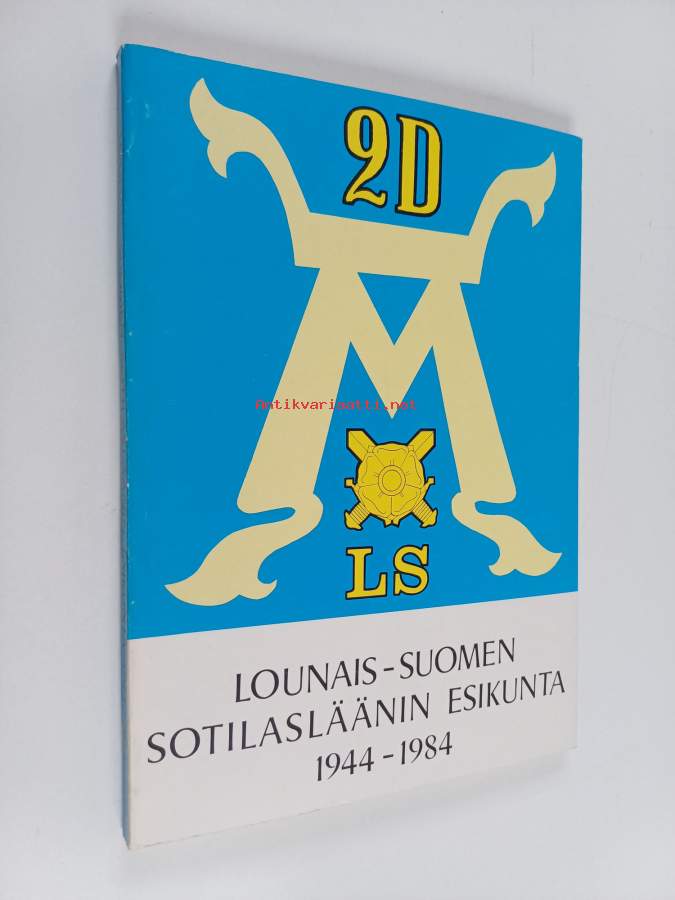 2D
M
Antikvariaatti.net
LS
LOUNAIS-SUOMEN
SOTILASLÄÄNIN ESIKUNTA
1944-1984